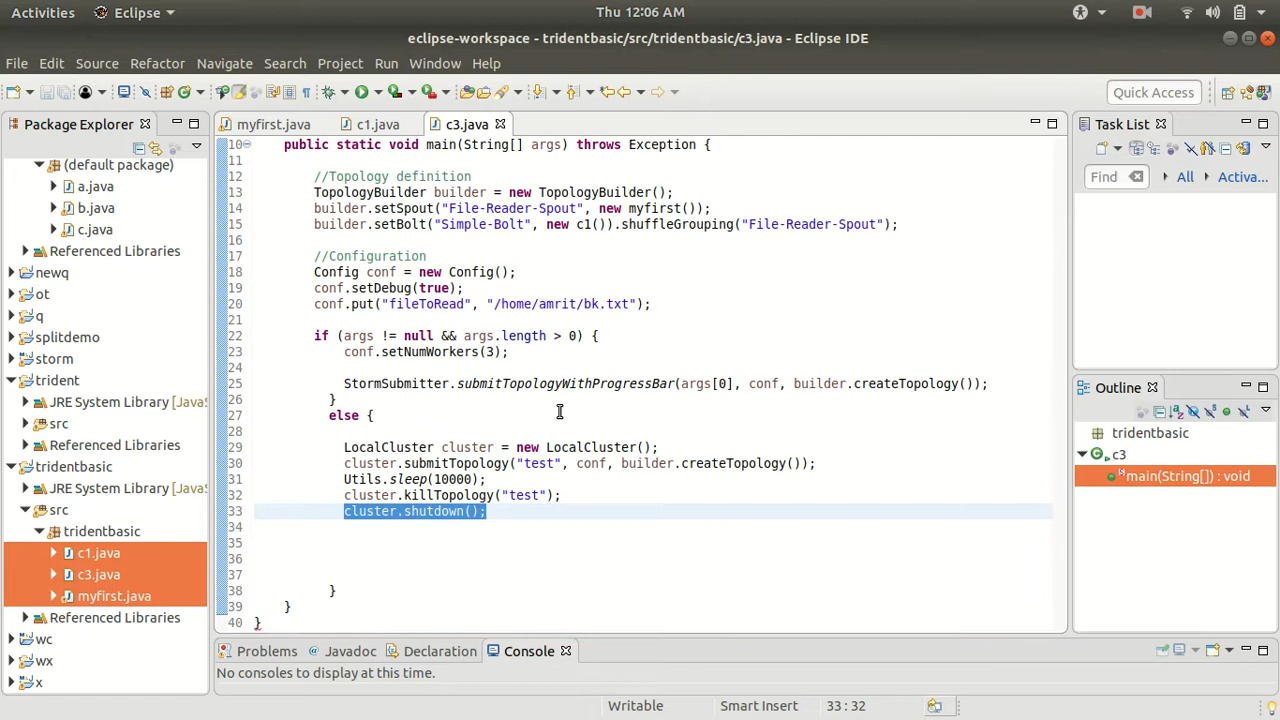 Activities Eclipse Thu 12:06 AM
eclipse-workspace - tridentbasic/src/tridentbasic/c3.java - Eclipse IDE
File Edit Source Refactor Navigate Search Project Run Window Help
Quick Access
Package Explorer
(default package)
a.java
b.java
c.java
Referenced Libraries
newq
ot
q
splitdemo
storm
trident
JRE System Library [JavaS
src
Referenced Libraries
tridentbasic
JRE System Library [JavaS
src
tridentbasic
c1.java
c3.java
myfirst.java
Referenced Libraries
wc
wx
x
myfirst.java c1.java c3.java
10 public static void main(String[] args) throws Exception {
11
12 //Topology definition
13 TopologyBuilder builder = new TopologyBuilder();
14 builder.setSpout("File-Reader-Spout", new myfirst());
15 builder.setBolt("Simple-Bolt", new c1()).shuffleGrouping("File-Reader-Spout");
16
17 //Configuration
18 Config conf = new Config();
19 conf.setDebug(true);
20 conf.put("fileToRead", "/home/amrit/bk.txt");
21
22 if (args != null && args.length > 0) {
23 conf.setNumWorkers(3);
24
25 StormSubmitter.submitTopologyWithProgressBar(args[0], conf, builder.createTopology());
26 }
27 else {
28
29 LocalCluster cluster = new LocalCluster();
30 cluster.submitTopology("test", conf, builder.createTopology());
31 Utils.sleep(10000);
32 cluster.killTopology("test");
33 cluster.shutdown();
34
35
36
37
38 }
39 }
40 }
Problems Javadoc Declaration Console
No consoles to display at this time.
Writable Smart Insert 33 : 32
Task List
Find All Activa...
Outline
tridentbasic
c3
main(String[]) : void